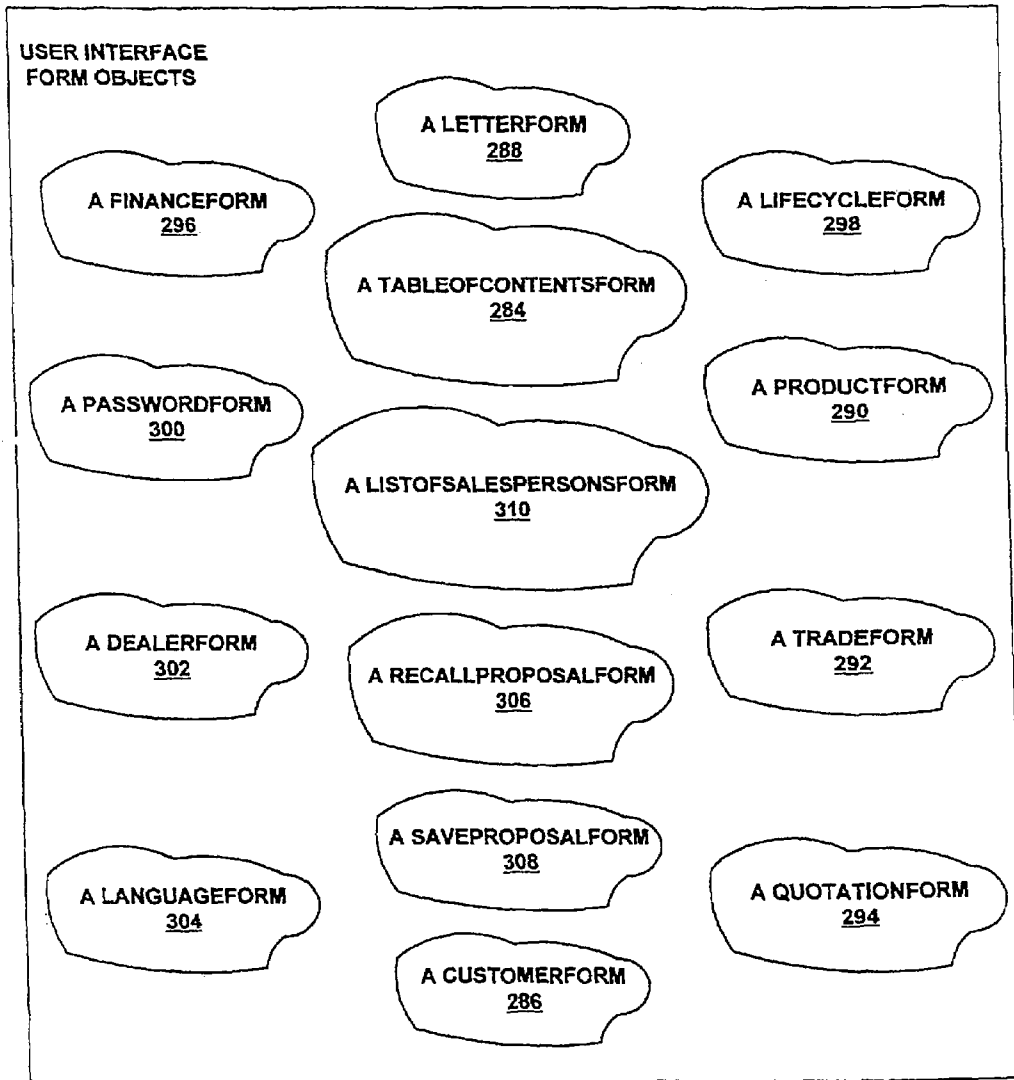 USER INTERFACE
FORM OBJECTS
A LETTERFORM
288
A FINANCEFORM
296
A LIFECYCLEFORM
298
A TABLEOFCONTENTSFORM
284
A PASSWORDFORM
300
A PRODUCTFORM
290
A LISTOFSALESPERSONSFORM
310
A DEALERFORM
302
A RECALLPROPOSALFORM
306
A TRADEFORM
292
A SAVEPROPOSALFORM
308
A LANGUAGEFORM
304
A QUOTATIONFORM
294
A CUSTOMERFORM
286